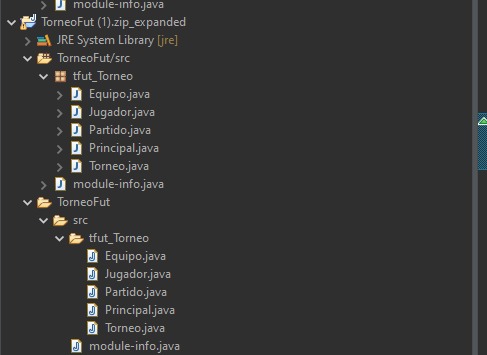 module-info.java
TorneoFut (1).zip_expanded
JRE System Library [jre]
TorneoFut/src
tfut_Torneo
Equipo.java
Jugador.java
Partido.java
Principal.java
Torneo.java
module-info.java
TorneoFut
src
tfut_Torneo
Equipo.java
Jugador.java
Partido.java
Principal.java
Torneo.java
module-info.java